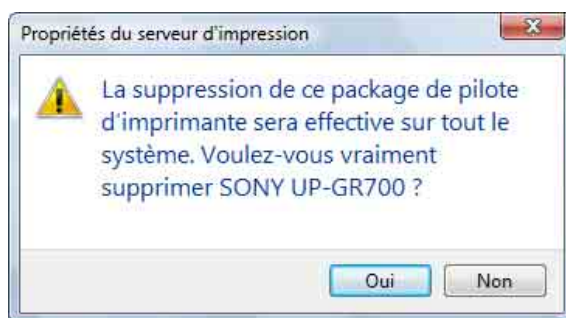 Propriétés du serveur d'impression
La suppression de ce package de pilote
d'imprimante sera effective sur tout le
système. Voulez-vous vraiment
supprimer SONY UP-GR700 ?
Oui
Non